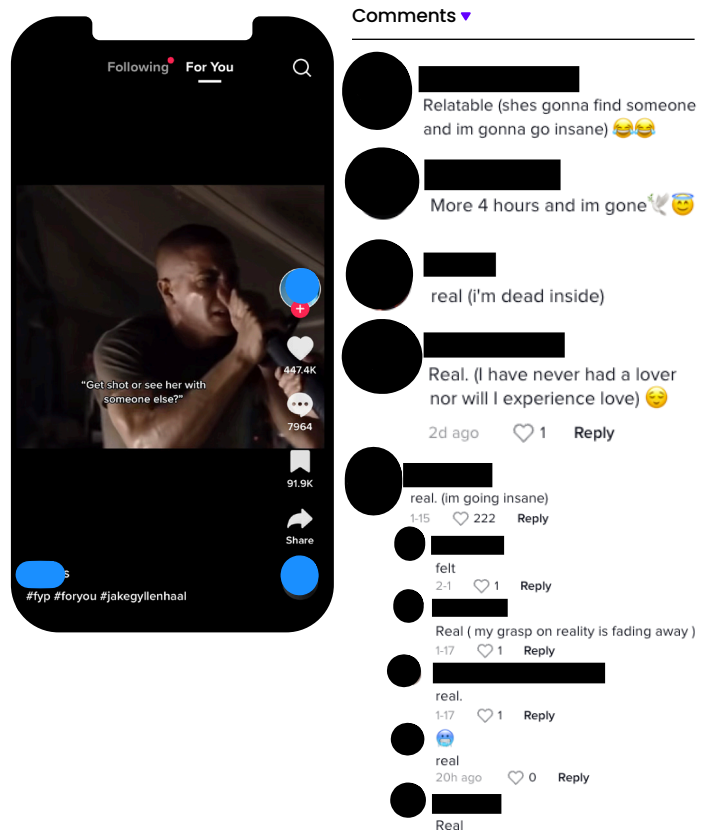 Following For You
"Get shot or see her with
someone else?"
447.4K
7964
91.9K
Share
s
#fyp #foryou #jakegyllenhaal
Comments
Relatable (shes gonna find someone
and im gonna go insane) 😂😂
More 4 hours and im gone🕊️😇
real (i'm dead inside)
Real. (I have never had a lover
nor will I experience love) 😌
2d ago 1 Reply
real. (im going insane)
1-15 222 Reply
felt
2-1 1 Reply
Real ( my grasp on reality is fading away )
1-17 1 Reply
real.
1-17 1 Reply
🥶
real
20h ago 0 Reply
Real